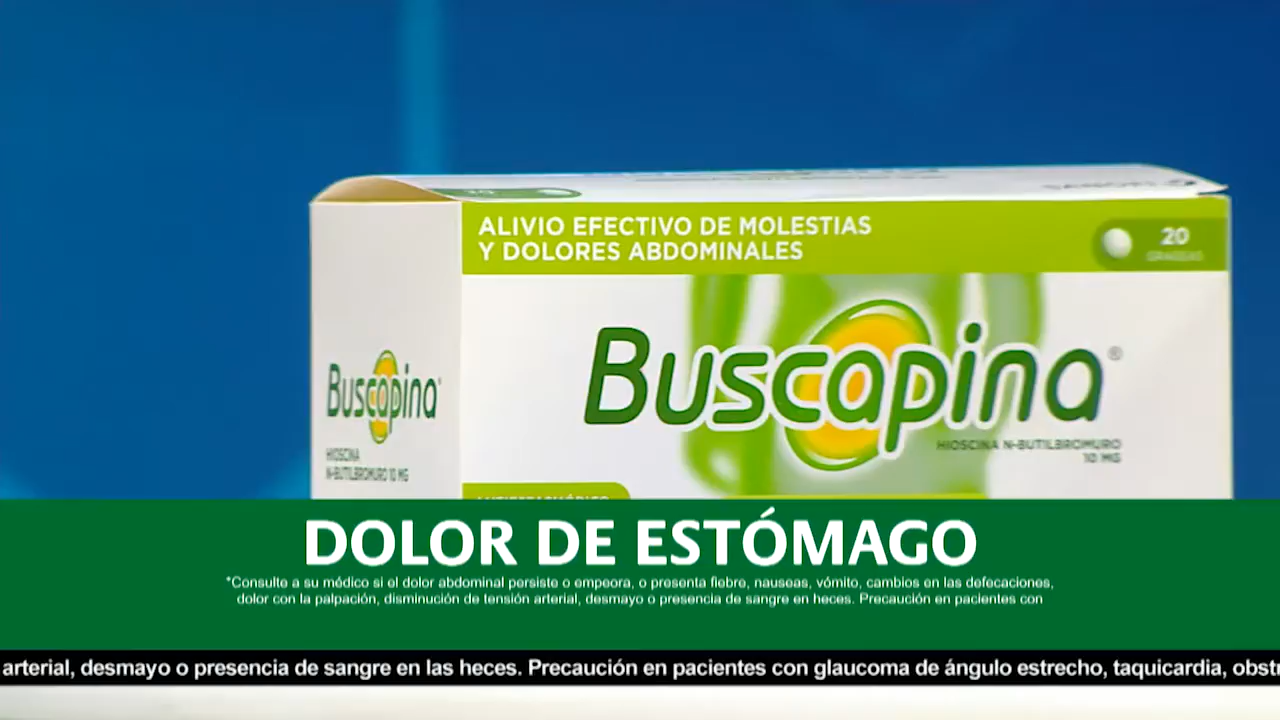 ALIVIO EFECTIVO DE MOLESTIAS
Y DOLORES ABDOMINALES
20
GRAGEAS
Buscapina®
HIOSCINA N-BUTILBROMURO
10 MG
Buscapina®
HIOSCINA
N-BUTILBROMURO 10 MG
DOLOR DE ESTÓMAGO
*Consulte a su médico si el dolor abdominal persiste o empeora, o presenta fiebre, nauseas, vómito, cambios en las defecaciones,
dolor con la palpación, disminución de tensión arterial, desmayo o presencia de sangre en heces. Precaución en pacientes con
arterial, desmayo o presencia de sangre en las heces. Precaución en pacientes con glaucoma de ángulo estrecho, taquicardia, obst